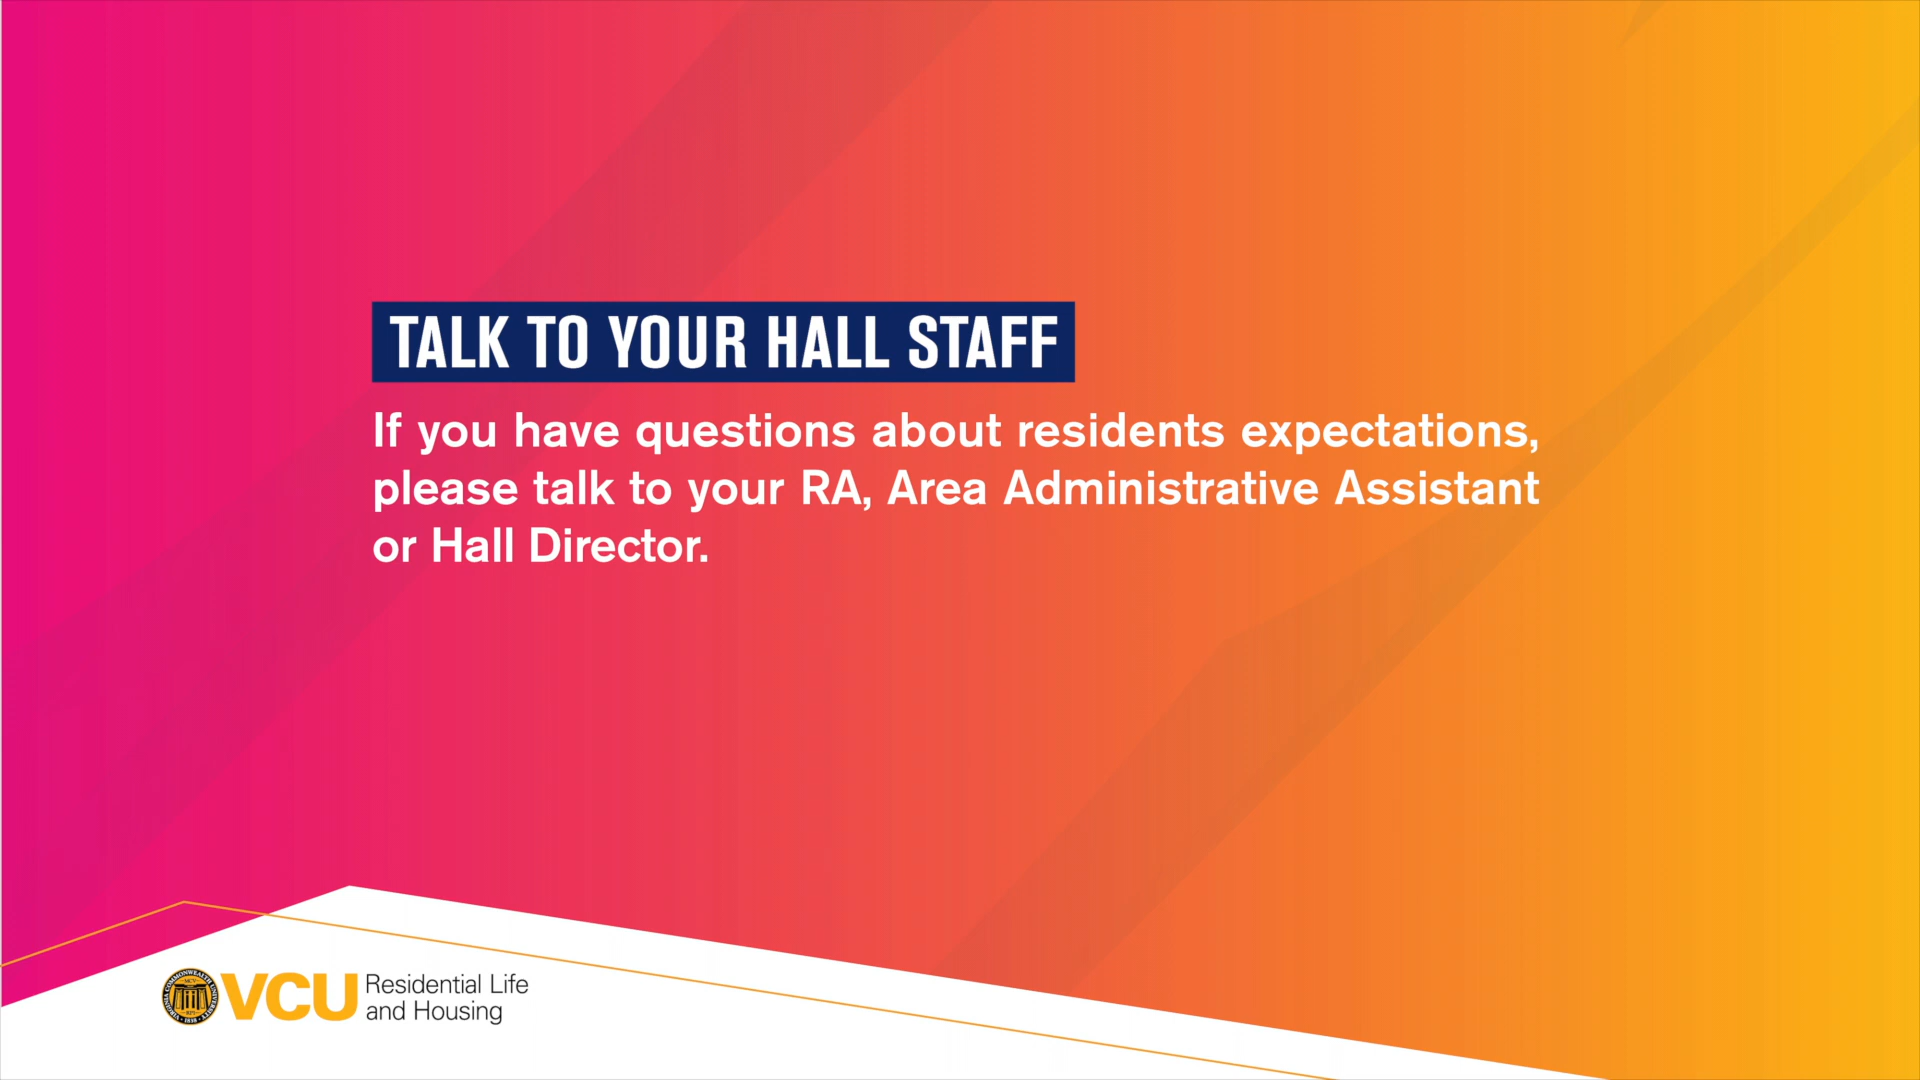 TALK TO YOUR HALL STAFF
If you have questions about residents expectations,
please talk to your RA, Area Administrative Assistant
or Hall Director.
VCU
Residential Life
and Housing